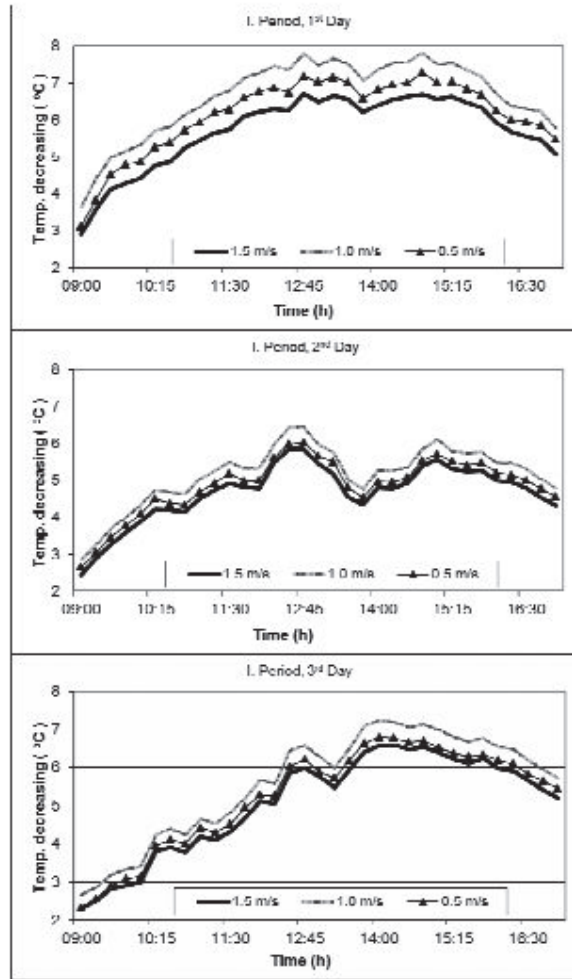 I. Period, 1st Day
8
7
6
5
4
3
2
Temp. decreasing ( ºC)
1.5 m/s 1.0 m/s 0.5 m/s
09:00 10:15 11:30 12:45 14:00 15:15 16:30
Time (h)
I. Period, 2nd Day
8
7
6
5
4
3
2
Temp. decreasing ( ºC)
1.5 m/s 1.0 m/s 0.5 m/s
09:00 10:15 11:30 12:45 14:00 15:15 16:30
Time (h)
I. Period, 3rd Day
8
7
6
5
4
3
2
Temp. decreasing ( ºC)
1.5 m/s 1.0 m/s 0.5 m/s
09:00 10:15 11:30 12:45 14:00 15:15 16:30
Time (h)